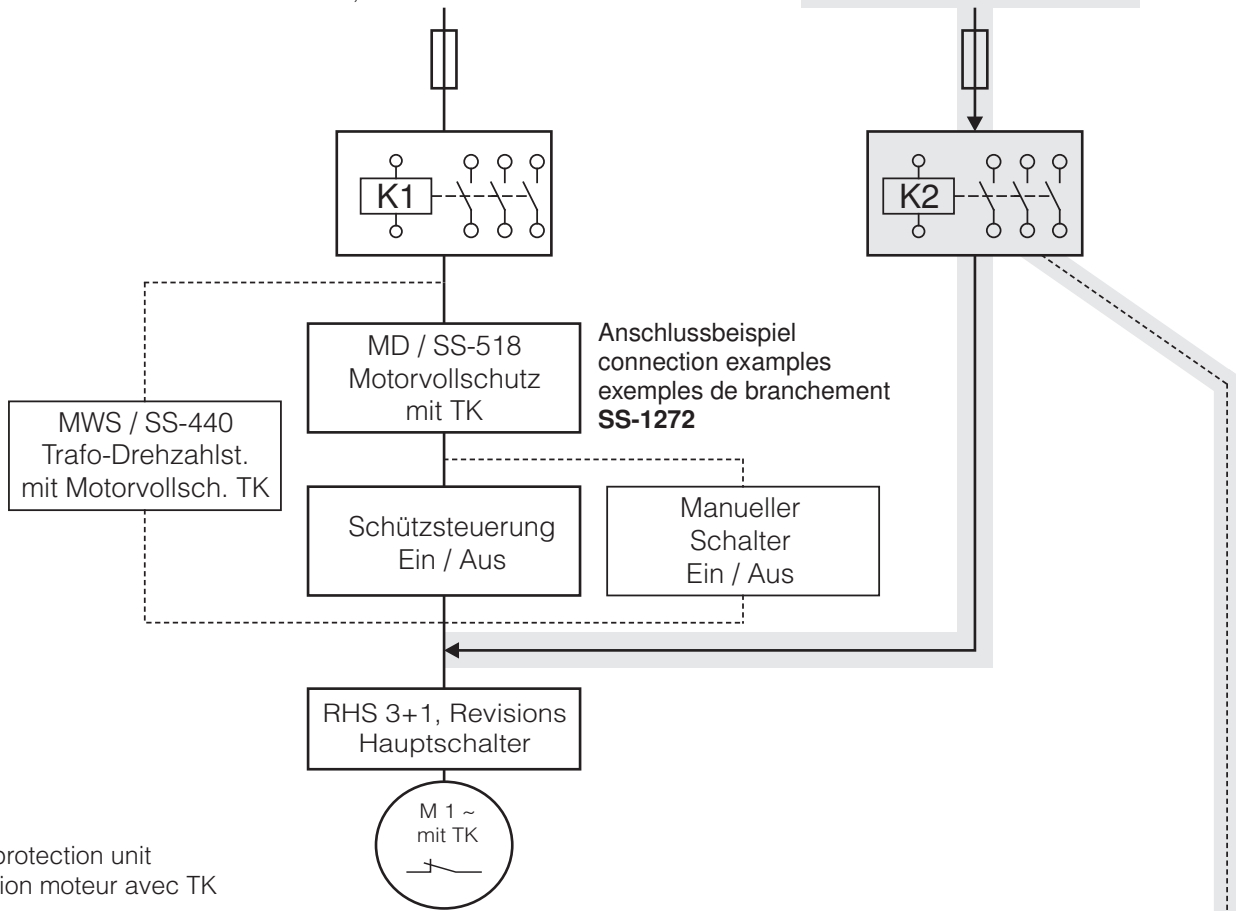 K1
K2
MD / SS-518
Motorvollschutz
mit TK
Anschlussbeispiel
connection examples
exemples de branchement
SS-1272
MWS / SS-440
Trafo-Drehzahlst.
mit Motorvollsch. TK
Schützsteuerung
Ein / Aus
Manueller
Schalter
Ein / Aus
RHS 3+1, Revisions
Hauptschalter
M 1 ~
mit TK
protection unit
ion moteur avec TK